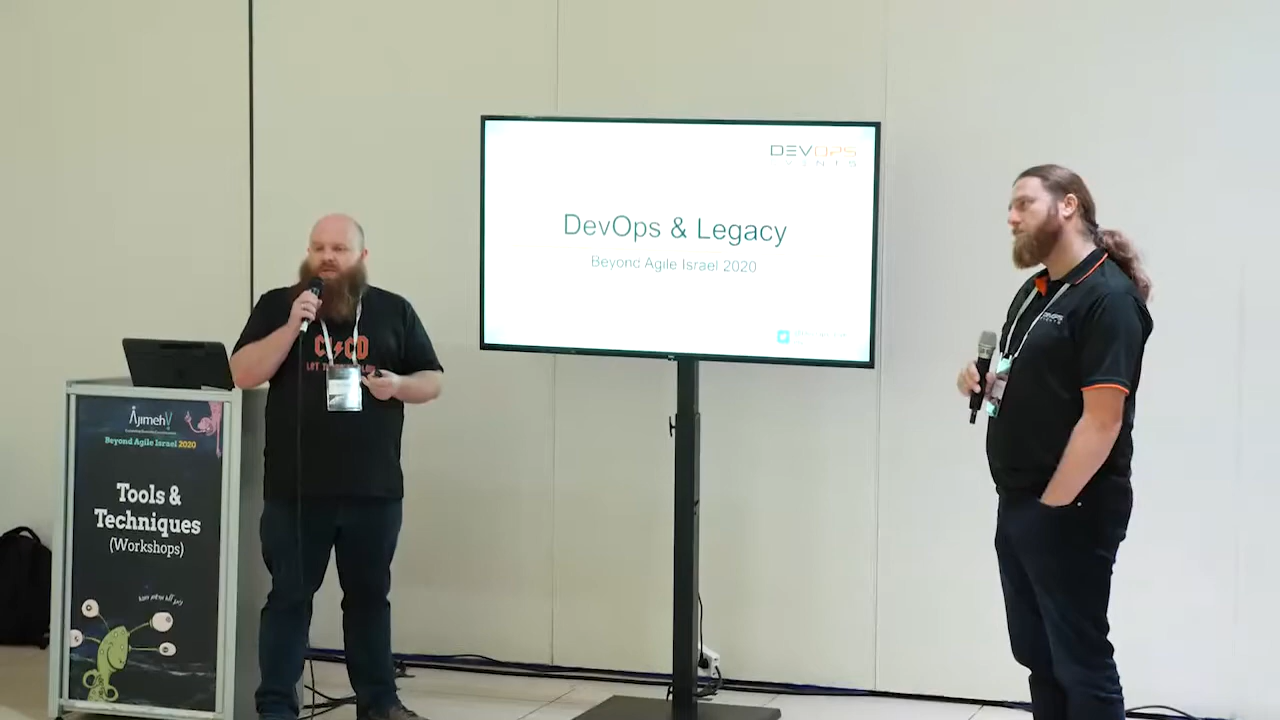 DEVOPS
DevOps & Legacy
Beyond Agile Israel 2020
CI CD
Beyond Agile Israel 2020
Tools &
Techniques
(Workshops)